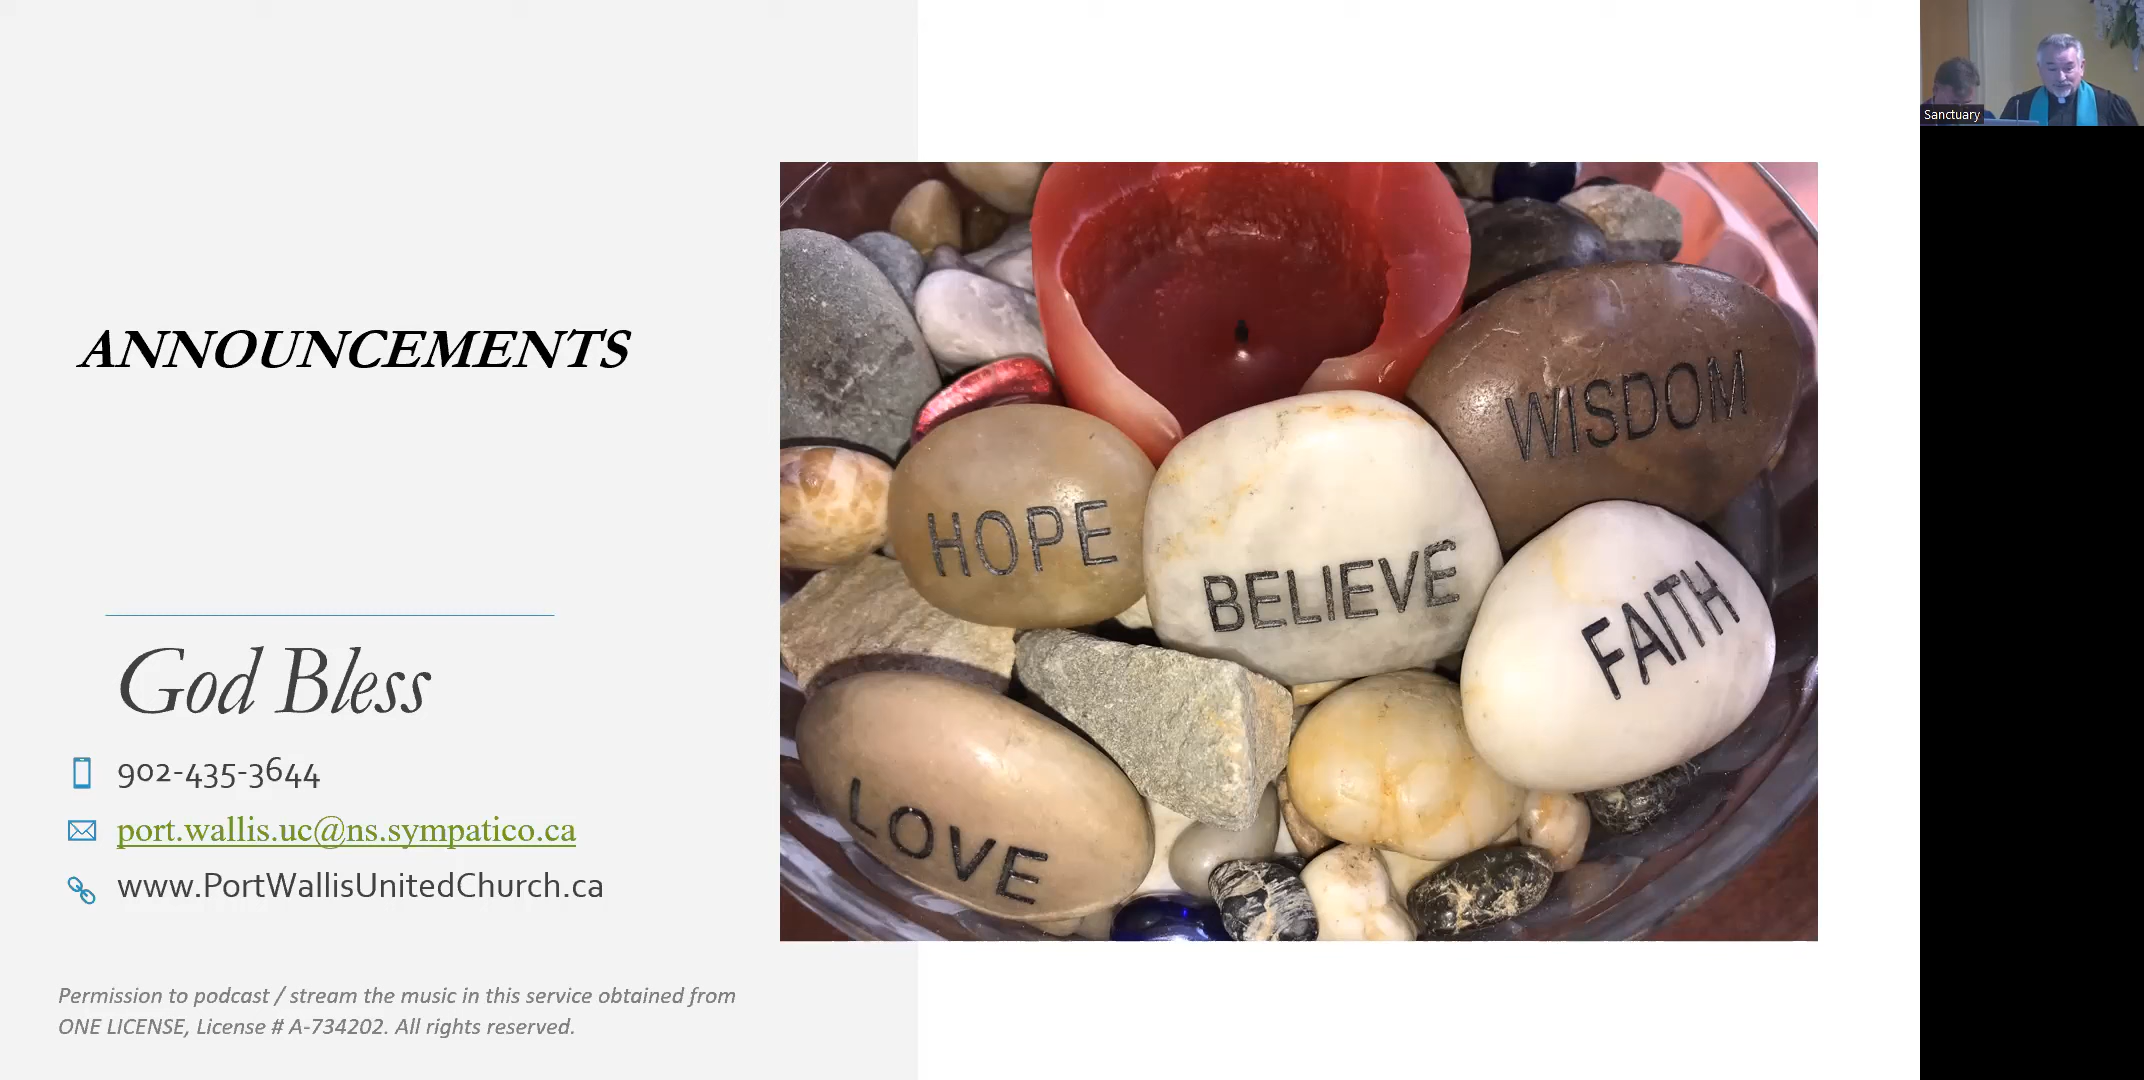 ANNOUNCEMENTS
God Bless
902-435-3644
port.wallis.uc@ns.sympatico.ca
www.PortWallisUnitedChurch.ca
Permission to podcast / stream the music in this service obtained from
ONE LICENSE, License # A-734202. All rights reserved.
WISDOM
HOPE
BELIEVE
FAITH
LOVE
Sanctuary